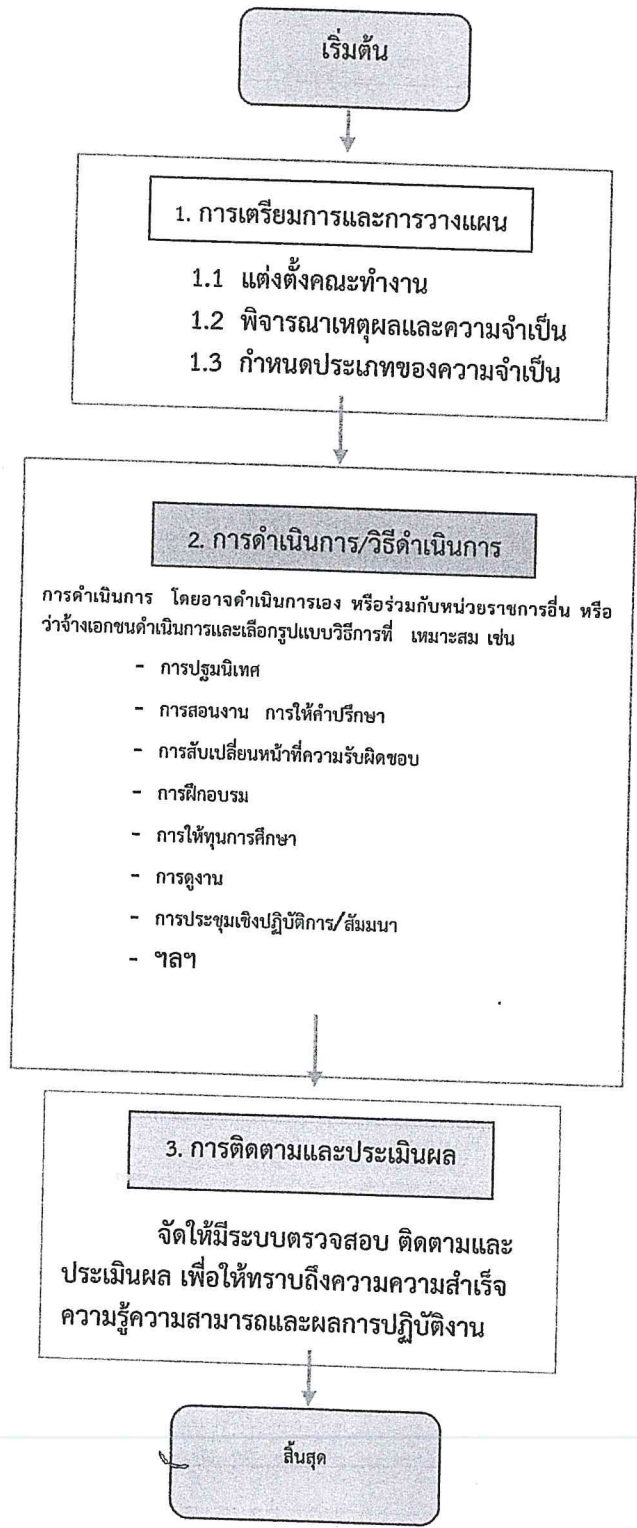 เริ่มต้น
1. การเตรียมการและการวางแผน
1.1 แต่งตั้งคณะทำงาน
1.2 พิจารณาเหตุผลและความจำเป็น
1.3 กำหนดประเภทของความจำเป็น
2. การดำเนินการ/วิธีดำเนินการ
การดำเนินการ โดยอาจดำเนินการเอง หรือร่วมกับหน่วยราชการอื่น หรือ
ว่าจ้างเอกชนดำเนินการและเลือกรูปแบบวิธีการที่ เหมาะสม เช่น
- การปฐมนิเทศ
- การสอนงาน การให้คำปรึกษา
- การสับเปลี่ยนหน้าที่ความรับผิดชอบ
- การฝึกอบรม
- การให้ทุนการศึกษา
- การดูงาน
- การประชุมเชิงปฏิบัติการ/สัมมนา
- ฯลฯ
3. การติดตามและประเมินผล
จัดให้มีระบบตรวจสอบ ติดตามและ
ประเมินผล เพื่อให้ทราบถึงความความสำเร็จ
ความรู้ความสามารถและผลการปฏิบัติงาน
สิ้นสุด